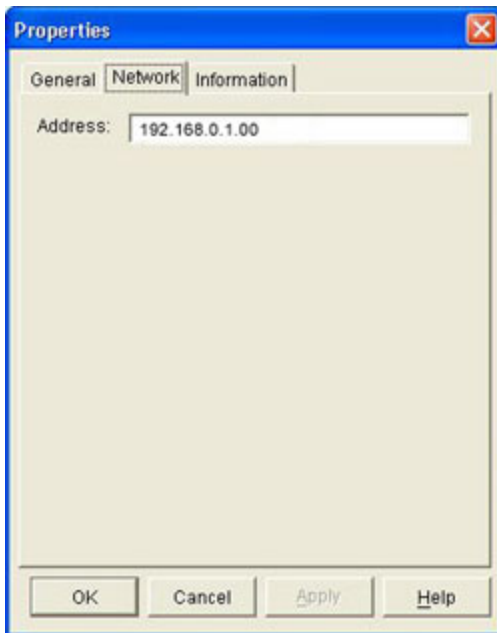 Properties
General Network Information
Address: 192.168.0.1.00
OK Cancel Apply Help